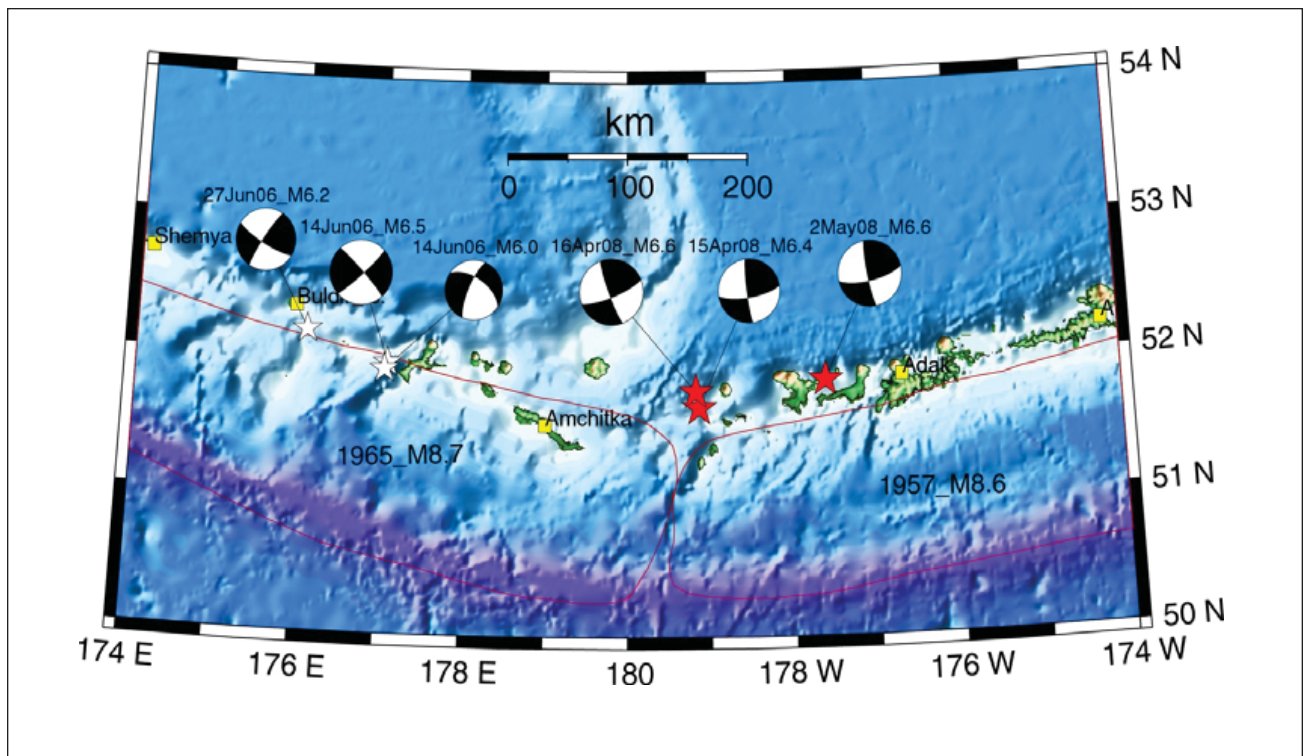 54 N
km
0 100 200
53 N
27Jun06_M6.2
14Jun06_M6.5
14Jun06_M6.0
16Apr08_M6.6
15Apr08_M6.4
2May08_M6.6
Shemya
52 N
Adak
Amchitka
1965_M8.7
1957_M8.6
51 N
50 N
174 E
176 E
178 E
180
178 W
176 W
174 W